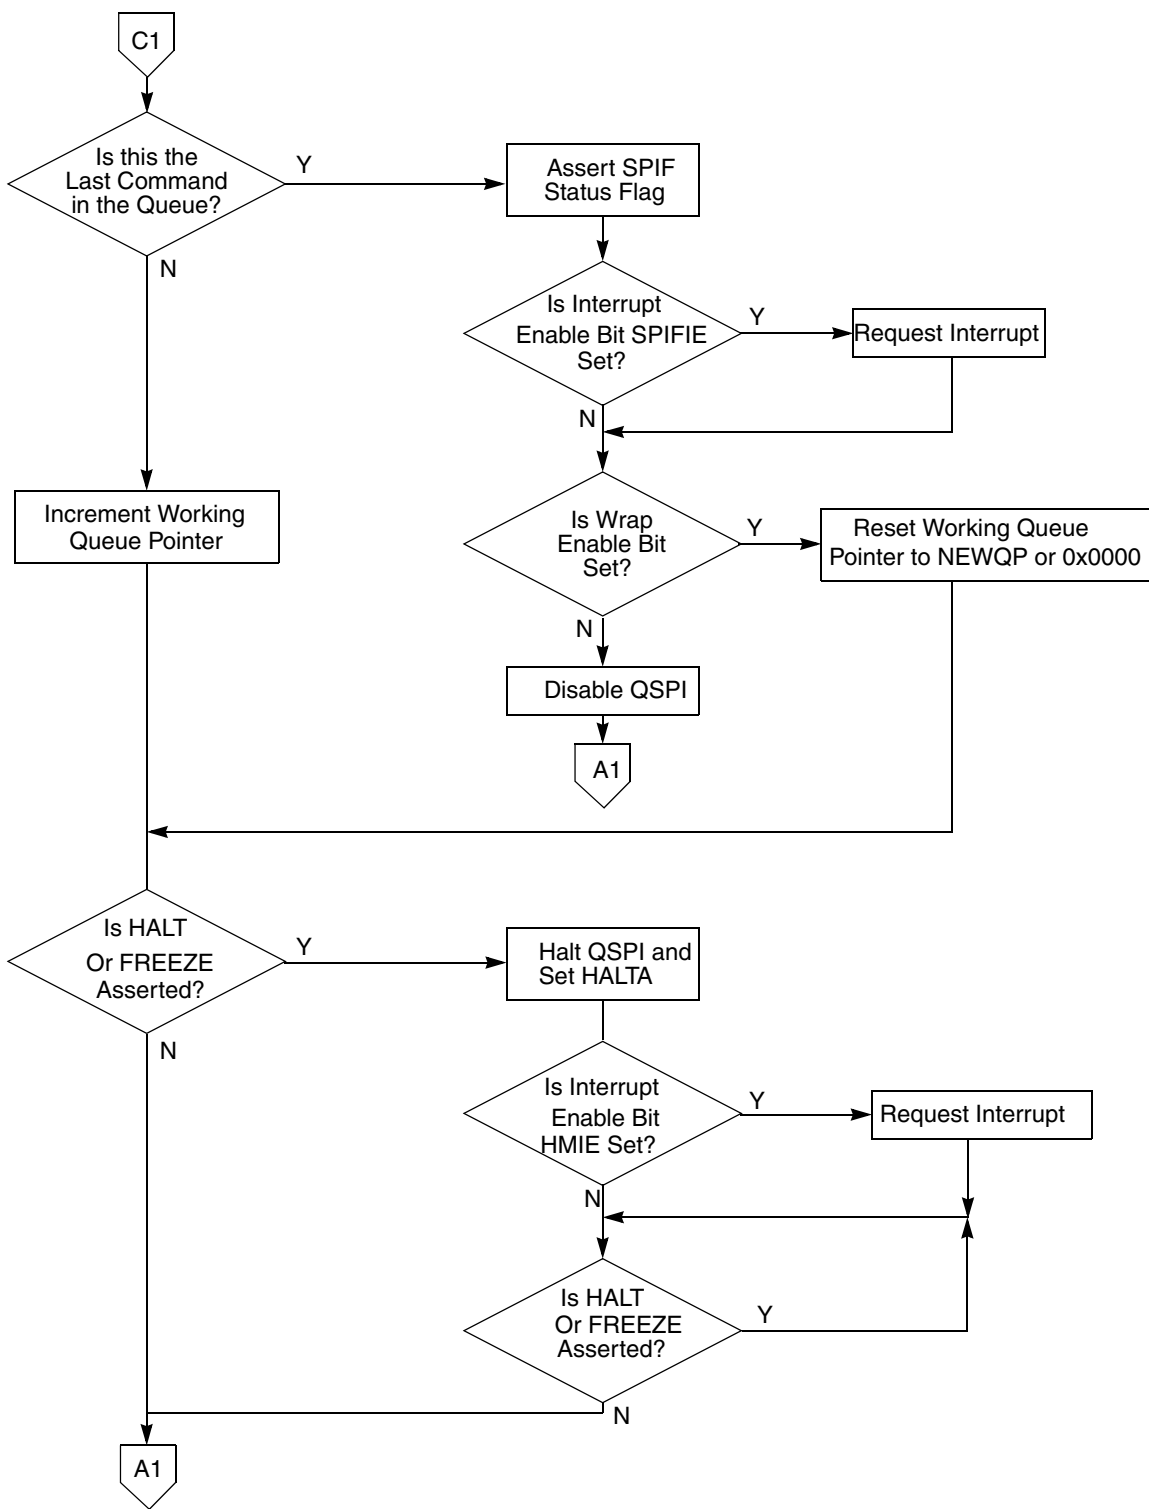 C1
Is this the
Last Command
in the Queue?
Y
N
Assert SPIF
Status Flag
Is Interrupt
Enable Bit SPIFIE
Set?
Y
N
Request Interrupt
Increment Working
Queue Pointer
Is Wrap
Enable Bit
Set?
Y
N
Reset Working Queue
Pointer to NEWQP or 0x0000
Disable QSPI
A1
Is HALT
Or FREEZE
Asserted?
Y
N
Halt QSPI and
Set HALTA
Is Interrupt
Enable Bit
HMIE Set?
Y
N
Request Interrupt
Is HALT
Or FREEZE
Asserted?
Y
N
A1